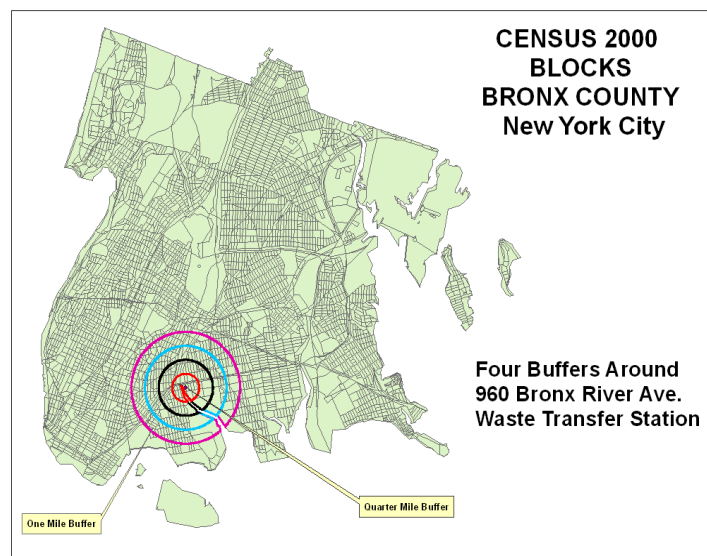 CENSUS 2000
BLOCKS
BRONX COUNTY
New York City
Four Buffers Around
960 Bronx River Ave.
Waste Transfer Station
Quarter Mile Buffer
One Mile Buffer